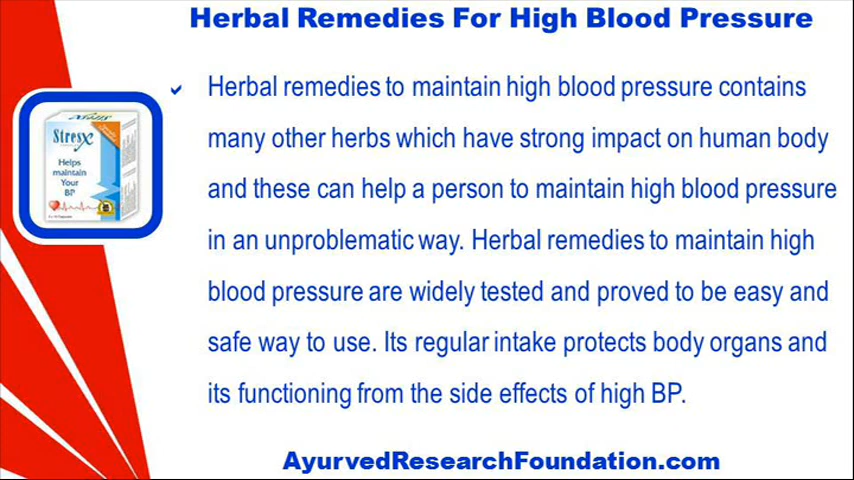 Herbal Remedies For High Blood Pressure
Herbal remedies to maintain high blood pressure contains
many other herbs which have strong impact on human body
and these can help a person to maintain high blood pressure
in an unproblematic way. Herbal remedies to maintain high
blood pressure are widely tested and proved to be easy and
safe way to use. Its regular intake protects body organs and
its functioning from the side effects of high BP.
Stresx
Helps
maintain
Your
BP
AyurvedResearchFoundation.com